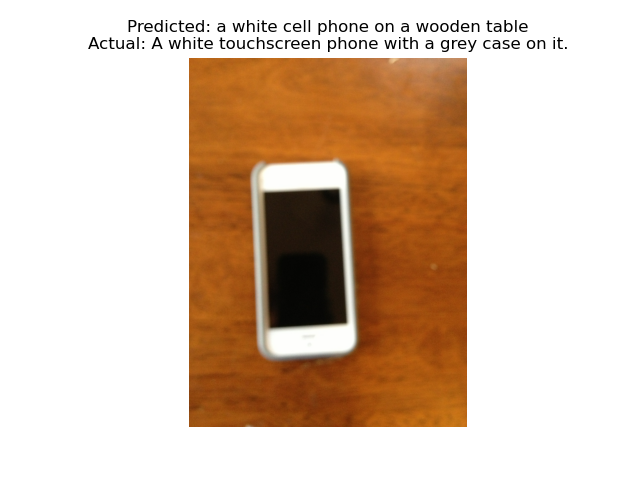 Predicted: a white cell phone on a wooden table
Actual: A white touchscreen phone with a grey case on it.